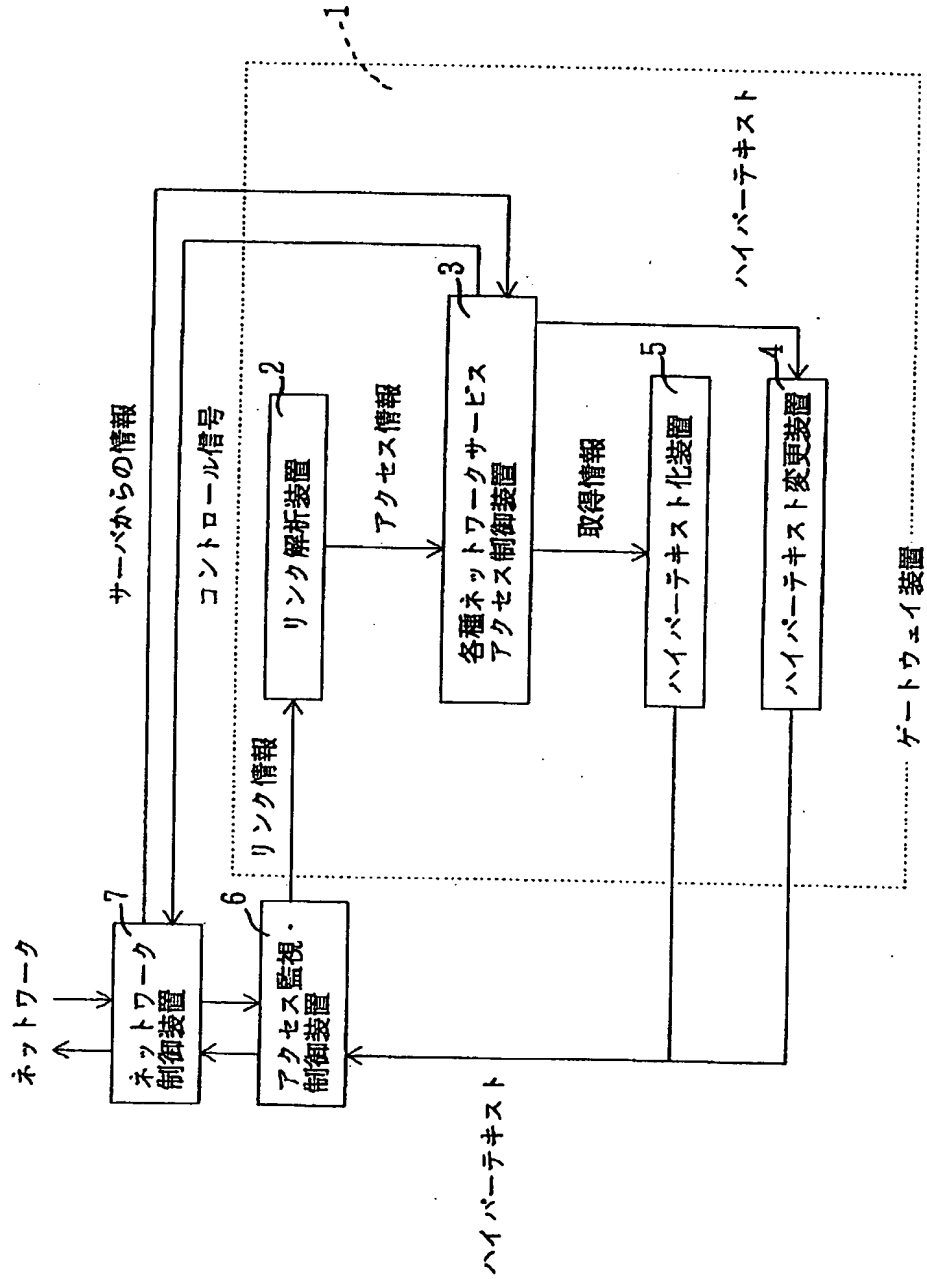 ネットワーク
7
ネットワーク
制御装置
サーバからの情報
コントロール信号
1
6
アクセス監視・
制御装置
リンク情報
2
リンク解析装置
アクセス情報
3
各種ネットワークサービス
アクセス制御装置
取得情報
ハイパーテキスト
5
ハイパーテキスト化装置
4
ハイパーテキスト変更装置
ハイパーテキスト
ゲートウェイ装置